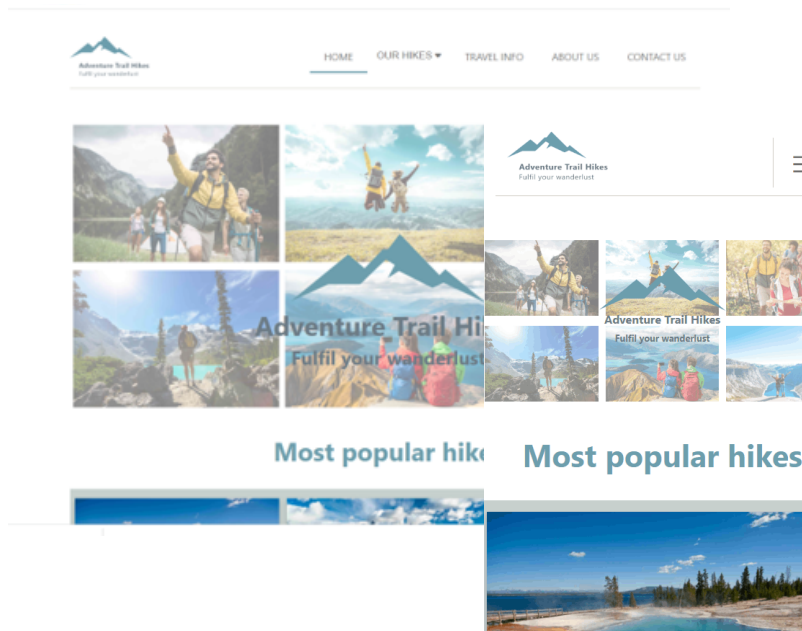 Adventure Trail Hikes
Fulfil your wanderlust
HOME OUR HIKES TRAVEL INFO ABOUT US CONTACT US
Adventure Trail Hi
Fulfil your wanderlust
Most popular hike
Adventure Trail Hikes
Fulfil your wanderlust
Adventure Trail Hikes
Fulfil your wanderlust
Most popular hikes